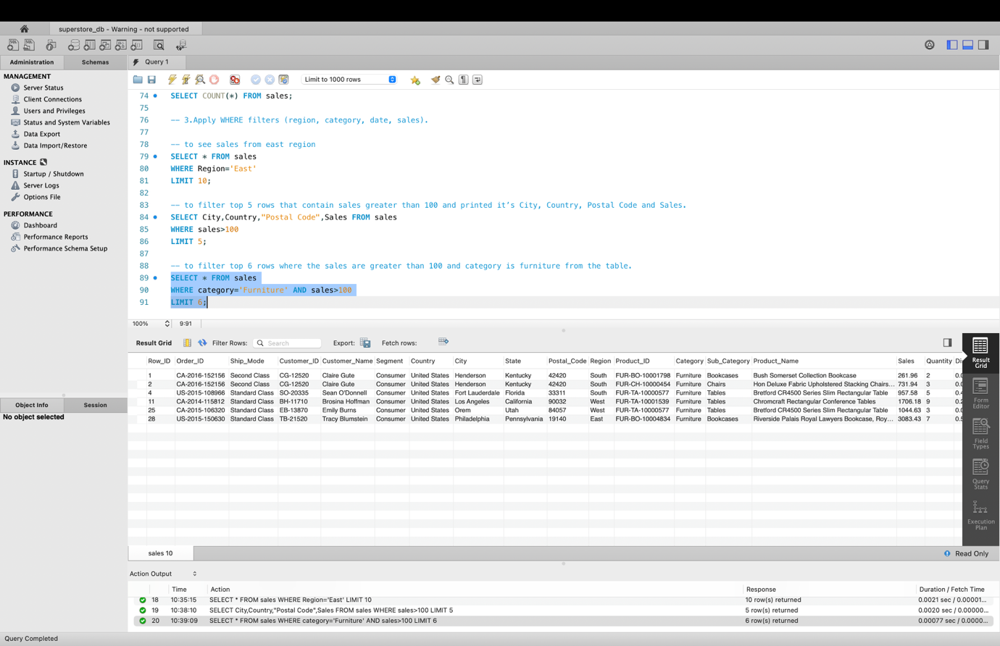 superstore_db - Warning - not supported
Administration Schemas
Query 1
MANAGEMENT
Server Status
Client Connections
Users and Privileges
Status and System Variables
Data Export
Data Import/Restore
INSTANCE
Startup / Shutdown
Server Logs
Options File
PERFORMANCE
Dashboard
Performance Reports
Performance Schema Setup
Object Info Session
No object selected
Limit to 1000 rows
74 SELECT COUNT(*) FROM sales;
75
76 -- 3.Apply WHERE filters (region, category, date, sales).
77
78 -- to see sales from east region
79 SELECT * FROM sales
80 WHERE Region='East'
81 LIMIT 10;
82
83 -- to filter top 5 rows that contain sales greater than 100 and printed it’s City, Country, Postal Code and Sales.
84 SELECT City,Country,"Postal Code",Sales FROM sales
85 WHERE sales>100
86 LIMIT 5;
87
88 -- to filter top 6 rows where the sales are greater than 100 and category is furniture from the table.
89 SELECT * FROM sales
90 WHERE category='Furniture' AND sales>100
91 LIMIT 6;
100% 9:91
Result Grid Filter Rows: Search Export: Fetch rows:
Row_ID Order_ID Ship_Mode Customer_ID Customer_Name Segment Country City State Postal_Code Region Product_ID Category Sub_Category Product_Name Sales Quantity Di
1 CA-2016-152156 Second Class CG-12520 Claire Gute Consumer United States Henderson Kentucky 42420 South FUR-BO-10001798 Furniture Bookcases Bush Somerset Collection Bookcase 261.96 2 0.0
2 CA-2016-152156 Second Class CG-12520 Claire Gute Consumer United States Henderson Kentucky 42420 South FUR-CH-10000454 Furniture Chairs Hon Deluxe Fabric Upholstered Stacking Chairs... 731.94 3 0.0
4 US-2015-108966 Standard Class SO-20335 Sean O'Donnell Consumer United States Fort Lauderdale Florida 33311 South FUR-TA-10000577 Furniture Tables Bretford CR4500 Series Slim Rectangular Table 957.58 5 0.4
11 CA-2014-115812 Standard Class BH-11710 Brosina Hoffman Consumer United States Los Angeles California 90032 West FUR-TA-10001539 Furniture Tables Chromcraft Rectangular Conference Tables 1706.18 9 0.2
25 CA-2015-106320 Standard Class EB-13870 Emily Burns Consumer United States Orem Utah 84057 West FUR-TA-10000577 Furniture Tables Bretford CR4500 Series Slim Rectangular Table 1044.63 3 0.0
28 US-2015-150630 Standard Class TB-21520 Tracy Blumstein Consumer United States Philadelphia Pennsylvania 19140 East FUR-BO-10004834 Furniture Bookcases Riverside Palais Royal Lawyers Bookcase, Roy... 3083.43 7 0.5
Result
Grid
Form
Editor
Field
Types
Query
Stats
Execution
Plan
sales 10 Read Only
Action Output
Time Action Response Duration / Fetch Time
18 10:35:15 SELECT * FROM sales WHERE Region='East' LIMIT 10 10 row(s) returned 0.0021 sec / 0.00001...
19 10:38:10 SELECT City,Country,"Postal Code",Sales FROM sales WHERE sales>100 LIMIT 5 5 row(s) returned 0.0020 sec / 0.00000...
20 10:39:09 SELECT * FROM sales WHERE category='Furniture' AND sales>100 LIMIT 6 6 row(s) returned 0.00077 sec / 0.0000...
Query Completed